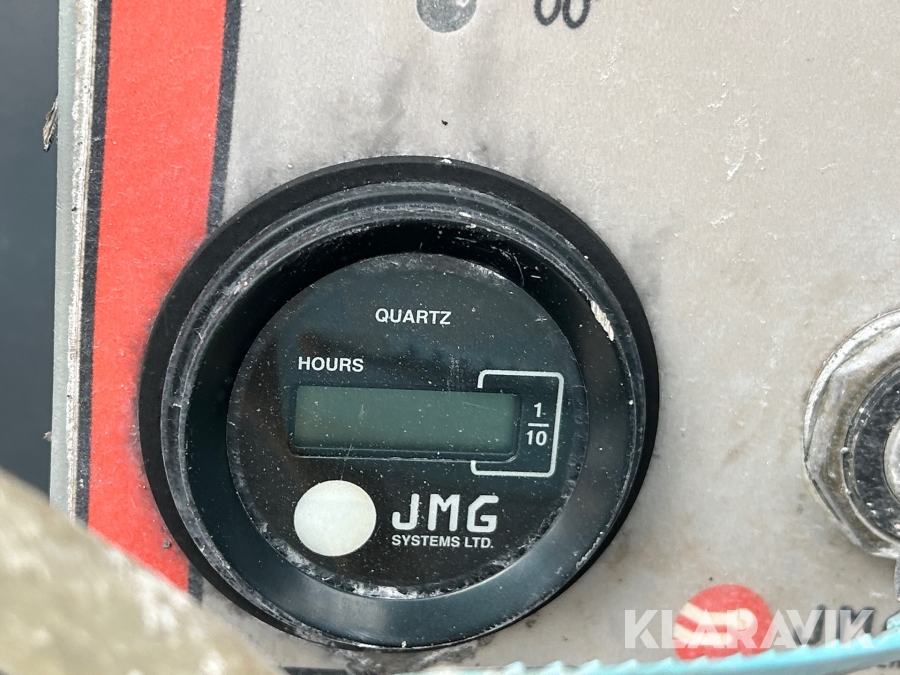 QUARTZ
HOURS
1
10
JMG
SYSTEMS LTD.
KLARAVIK